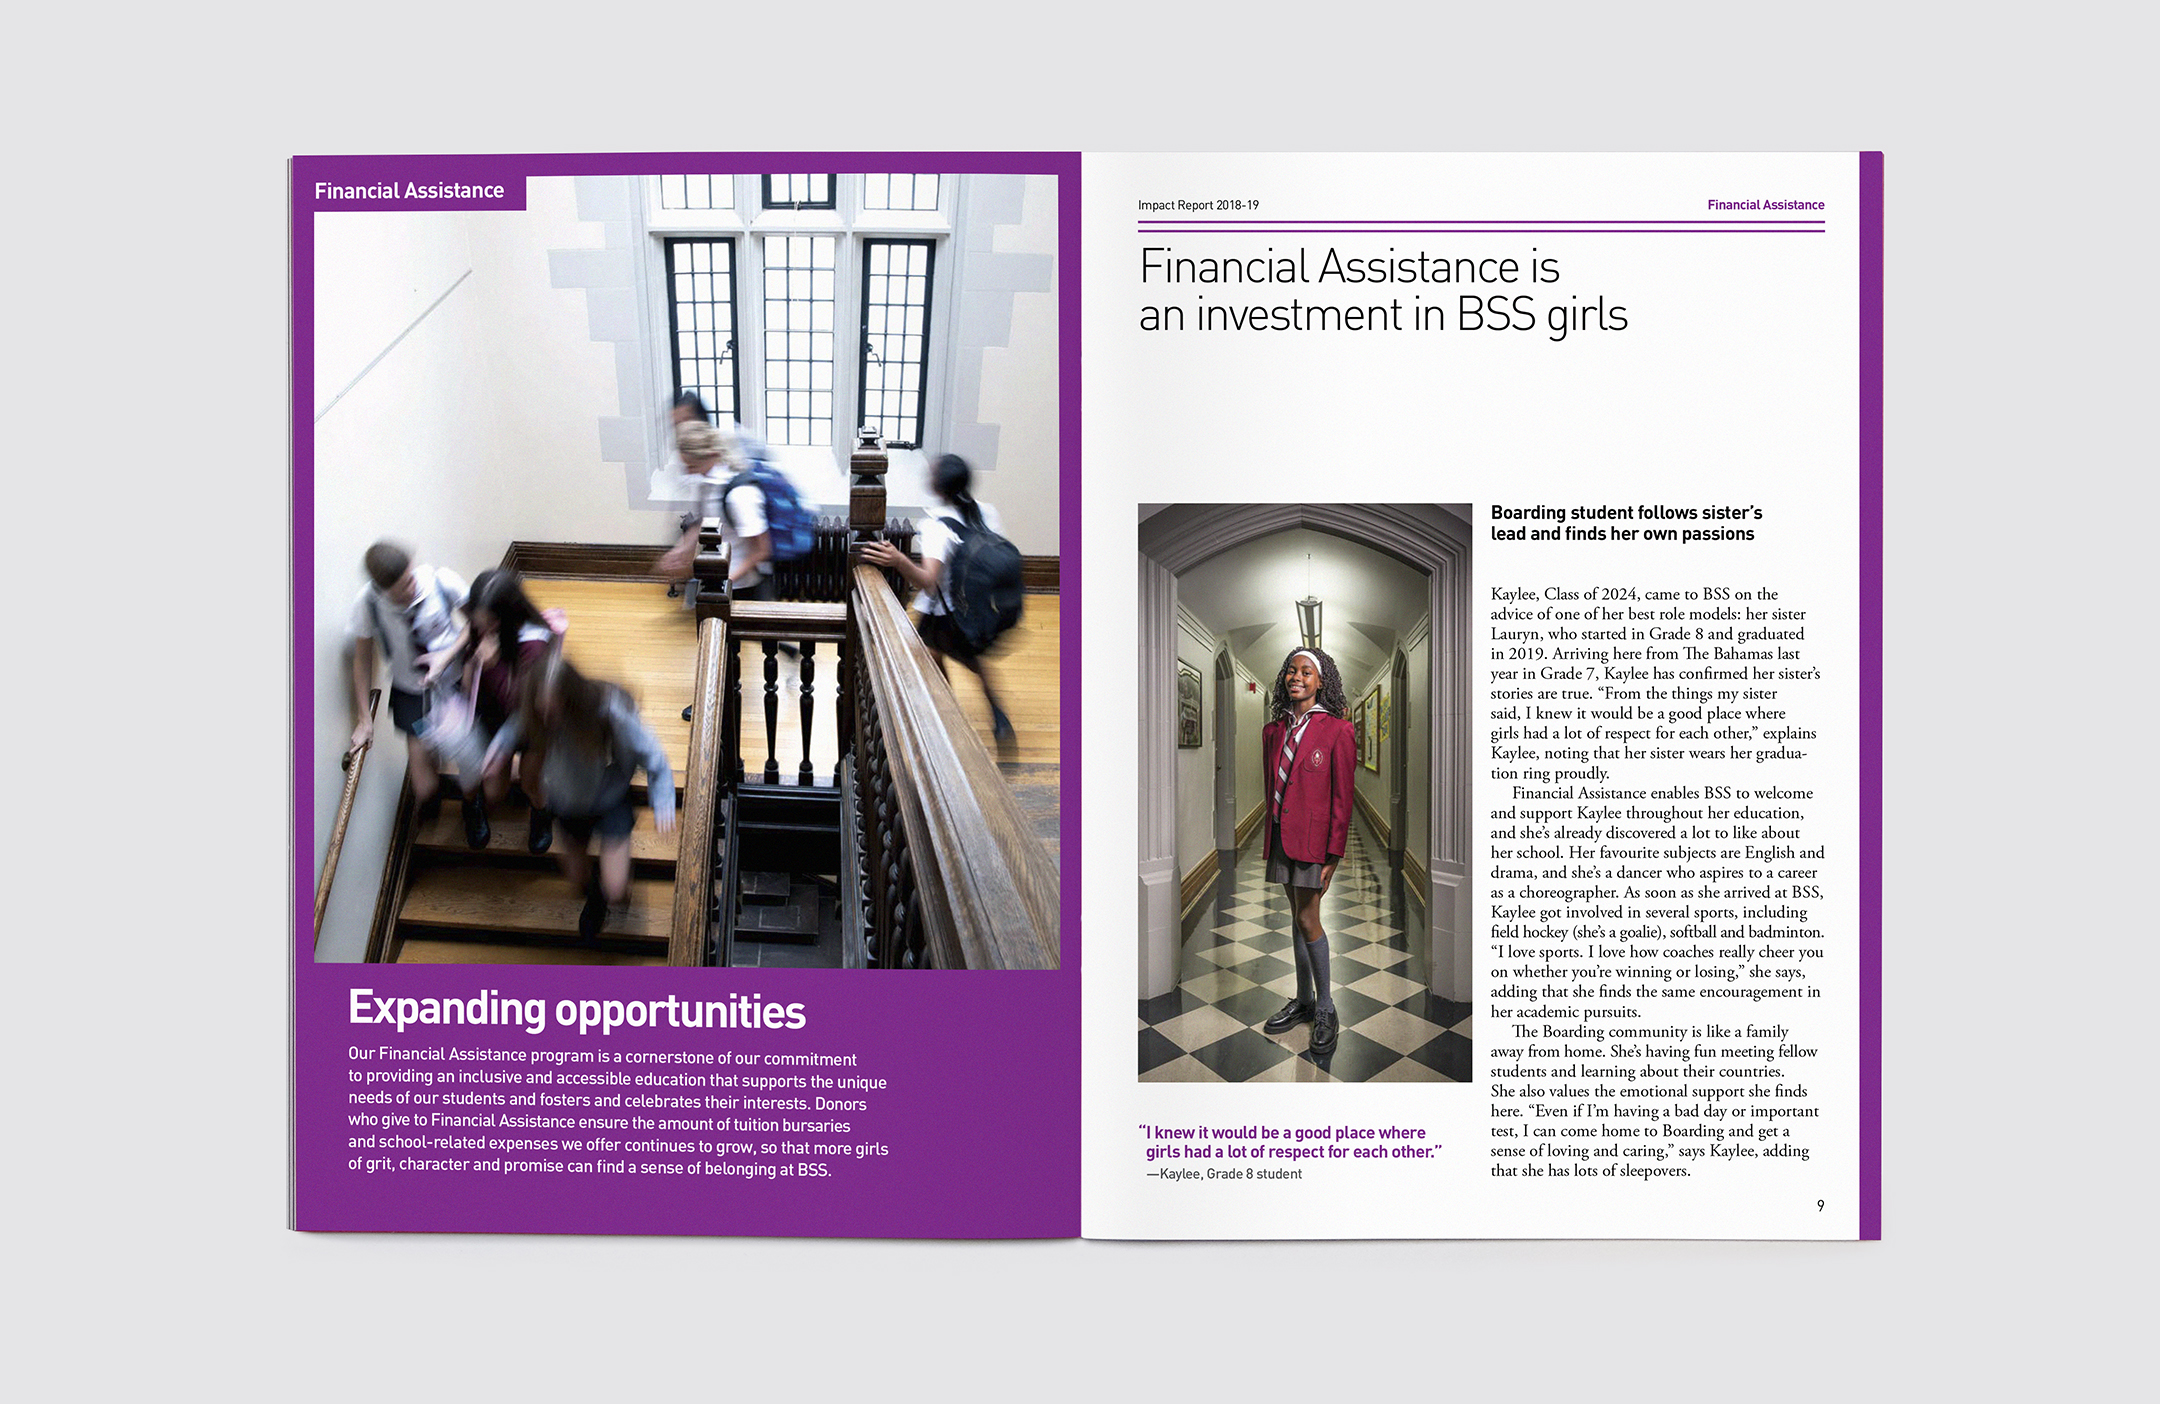 Financial Assistance
Expanding opportunities
Our Financial Assistance program is a cornerstone of our commitment
to providing an inclusive and accessible education that supports the unique
needs of our students and fosters and celebrates their interests. Donors
who give to Financial Assistance ensure the amount of tuition bursaries
and school-related expenses we offer continues to grow, so that more girls
of grit, character and promise can find a sense of belonging at BSS.
Impact Report 2018-19
Financial Assistance
Financial Assistance is
an investment in BSS girls
“I knew it would be a good place where
girls had a lot of respect for each other.”
—Kaylee, Grade 8 student
Boarding student follows sister’s
lead and finds her own passions
Kaylee, Class of 2024, came to BSS on the
advice of one of her best role models: her sister
Lauryn, who started in Grade 8 and graduated
in 2019. Arriving here from The Bahamas last
year in Grade 7, Kaylee has confirmed her sister’s
stories are true. “From the things my sister
said, I knew it would be a good place where
girls had a lot of respect for each other,” explains
Kaylee, noting that her sister wears her gradua-
tion ring proudly.
Financial Assistance enables BSS to welcome
and support Kaylee throughout her education,
and she’s already discovered a lot to like about
her school. Her favourite subjects are English and
drama, and she’s a dancer who aspires to a career
as a choreographer. As soon as she arrived at BSS,
Kaylee got involved in several sports, including
field hockey (she’s a goalie), softball and badminton.
“I love sports. I love how coaches really cheer you
on whether you’re winning or losing,” she says,
adding that she finds the same encouragement in
her academic pursuits.
The Boarding community is like a family
away from home. She’s having fun meeting fellow
students and learning about their countries.
She also values the emotional support she finds
here. “Even if I’m having a bad day or important
test, I can come home to Boarding and get a
sense of loving and caring,” says Kaylee, adding
that she has lots of sleepovers.
9